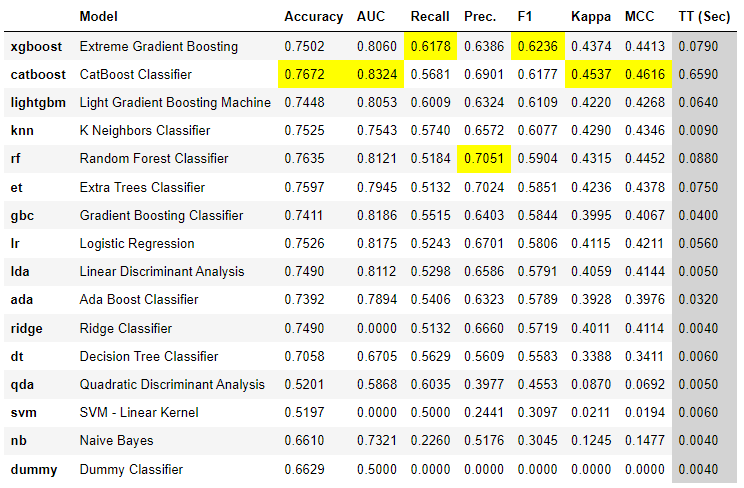 Model Accuracy AUC Recall Prec. F1 Kappa MCC TT (Sec)
xgboost Extreme Gradient Boosting 0.7502 0.8060 0.6178 0.6386 0.6236 0.4374 0.4413 0.0790
catboost CatBoost Classifier 0.7672 0.8324 0.5681 0.6901 0.6177 0.4537 0.4616 0.6590
lightgbm Light Gradient Boosting Machine 0.7448 0.8053 0.6009 0.6324 0.6109 0.4220 0.4268 0.0640
knn K Neighbors Classifier 0.7525 0.7543 0.5740 0.6572 0.6077 0.4290 0.4346 0.0090
rf Random Forest Classifier 0.7635 0.8121 0.5184 0.7051 0.5904 0.4315 0.4452 0.0880
et Extra Trees Classifier 0.7597 0.7945 0.5132 0.7024 0.5851 0.4236 0.4378 0.0750
gbc Gradient Boosting Classifier 0.7411 0.8186 0.5515 0.6403 0.5844 0.3995 0.4067 0.0400
lr Logistic Regression 0.7526 0.8175 0.5243 0.6701 0.5806 0.4115 0.4211 0.0560
lda Linear Discriminant Analysis 0.7490 0.8112 0.5298 0.6586 0.5791 0.4059 0.4144 0.0050
ada Ada Boost Classifier 0.7392 0.7894 0.5406 0.6323 0.5789 0.3928 0.3976 0.0320
ridge Ridge Classifier 0.7490 0.0000 0.5132 0.6660 0.5719 0.4011 0.4114 0.0040
dt Decision Tree Classifier 0.7058 0.6705 0.5629 0.5609 0.5583 0.3388 0.3411 0.0060
qda Quadratic Discriminant Analysis 0.5201 0.5868 0.6035 0.3977 0.4553 0.0870 0.0692 0.0050
svm SVM - Linear Kernel 0.5197 0.0000 0.5000 0.2441 0.3097 0.0211 0.0194 0.0060
nb Naive Bayes 0.6610 0.7321 0.2260 0.5176 0.3045 0.1245 0.1477 0.0040
dummy Dummy Classifier 0.6629 0.5000 0.0000 0.0000 0.0000 0.0000 0.0000 0.0040